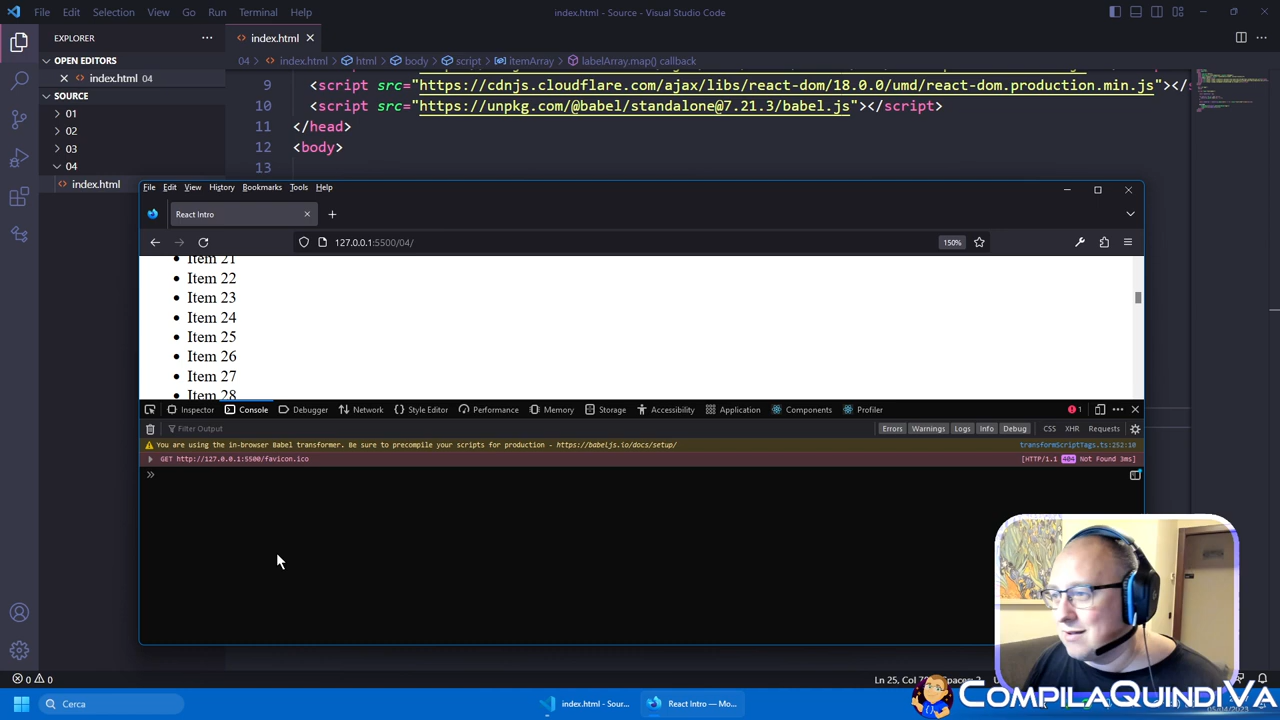 File Edit Selection View Go Run Terminal Help
index.html - Source - Visual Studio Code
EXPLORER
OPEN EDITORS
index.html 04
SOURCE
01
02
03
04
index.html
index.html
04 index.html html body script itemArray labelArray.map() callback
9 <script src="https://cdnjs.cloudflare.com/ajax/libs/react-dom/18.0.0/umd/react-dom.production.min.js"></s
10 <script src="https://unkg.com/@babel/standalone@7.21.3/babel.js"></script>
11 </head>
12 <body>
13
File Edit View History Bookmarks Tools Help
React Intro
127.0.0.1:5500/04/
150%
Item 21
Item 22
Item 23
Item 24
Item 25
Item 26
Item 27
Item 28
Inspector Console Debugger Network Style Editor Performance Memory Storage Accessibility Application Components Profiler 1
Filter Output
Errors Warnings Logs Info Debug CSS XHR Requests
You are using the in-browser Babel transformer. Be sure to precompile your scripts for production - https://babeljs.io/docs/setup/
transformScriptTags.ts:252:10
GET http://127.0.0.1:5500/favicon.ico
[HTTP/1.1 404 Not Found 3ms]
0 0
Ln 25, Col
COMPILAQUINDIVA
Cerca
index.html - Sour...
React Intro — Mo...